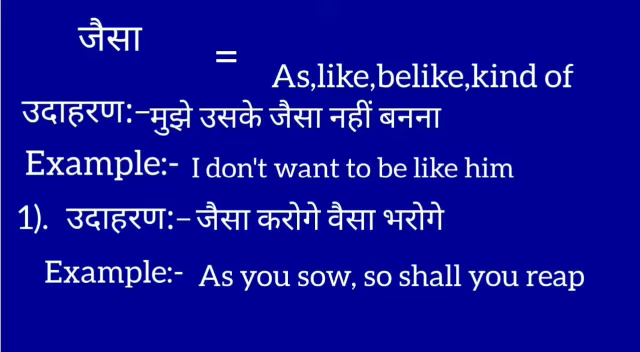 जैसा = As,like,belike,kind of
उदाहरण:–मुझे उसके जैसा नहीं बनना
Example:- I don't want to be like him
1). उदाहरण:– जैसा करोगे वैसा भरोगे
Example:- As you sow, so shall you reap